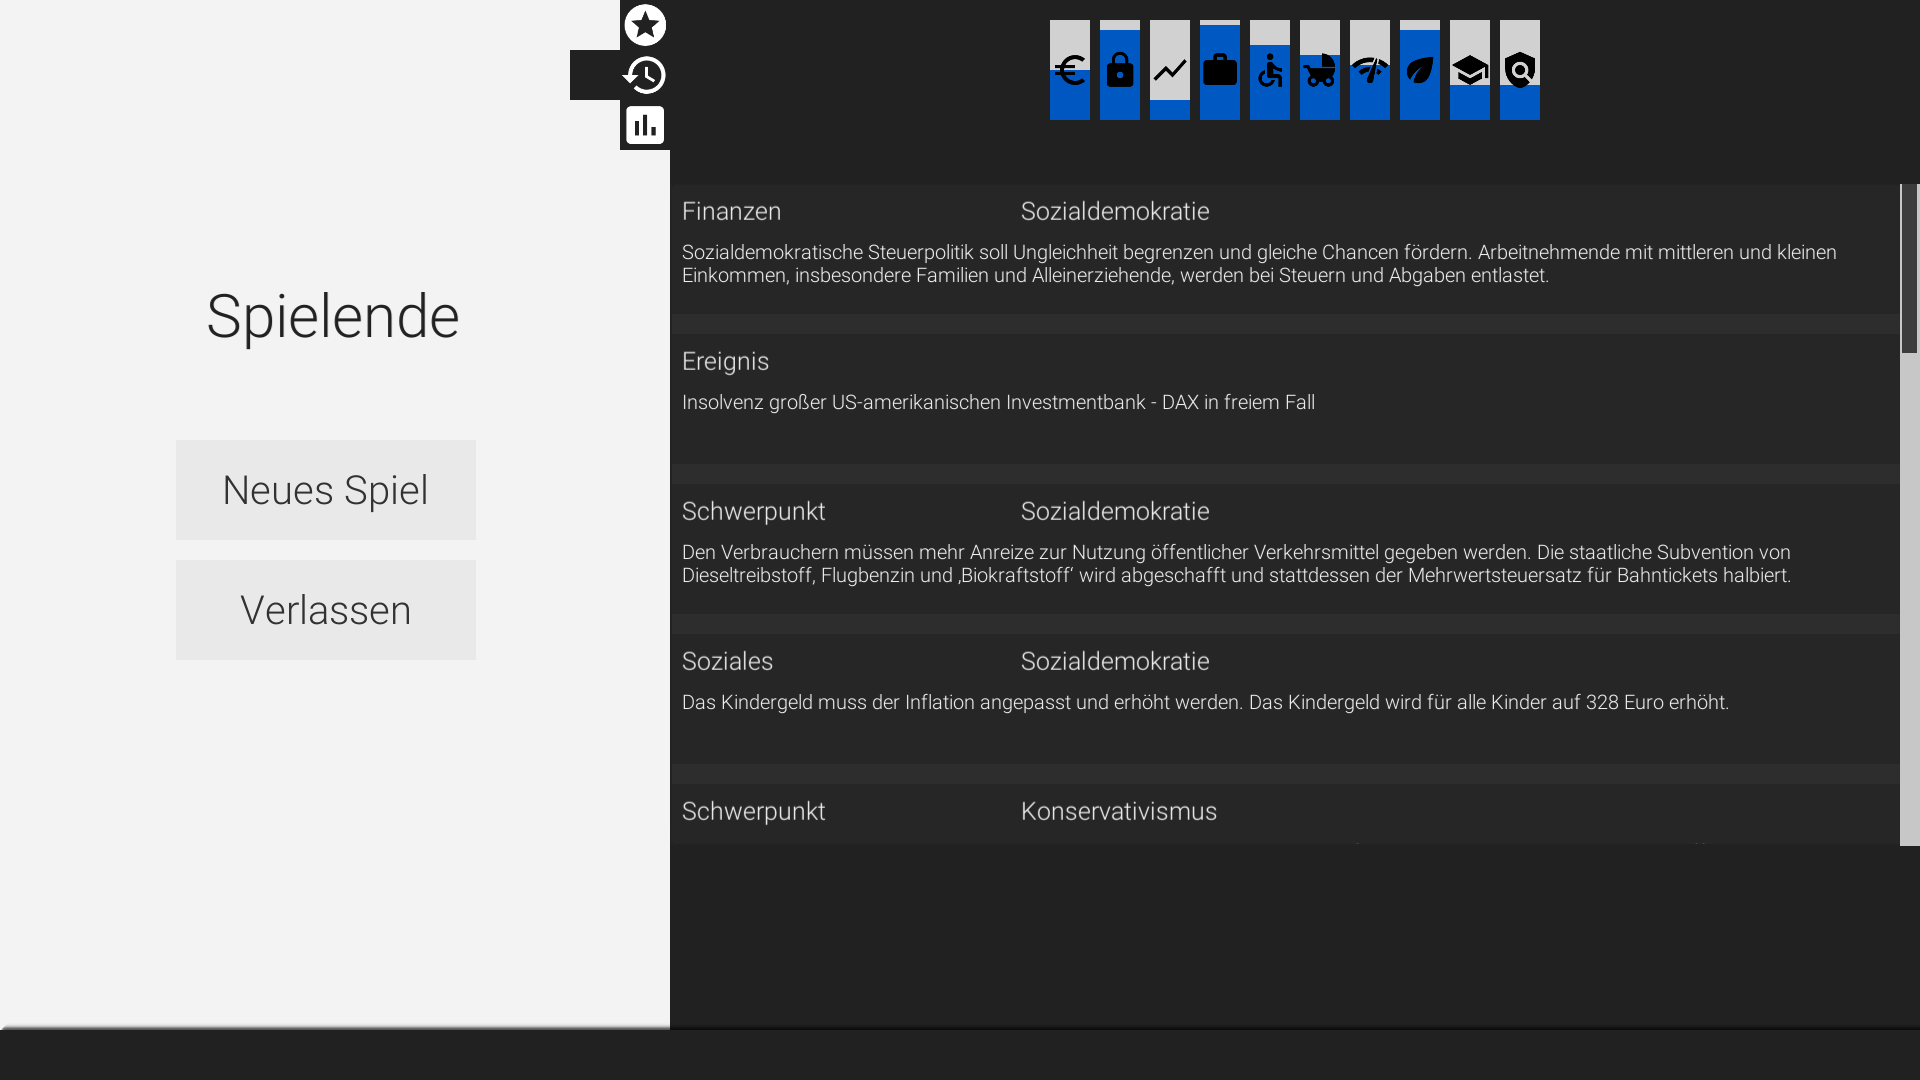 Spielende
Neues Spiel
Verlassen
Finanzen Sozialdemokratie
Sozialdemokratische Steuerpolitik soll Ungleichheit begrenzen und gleiche Chancen fördern. Arbeitnehmende mit mittleren und kleinen
Einkommen, insbesondere Familien und Alleinerziehende, werden bei Steuern und Abgaben entlastet.
Ereignis
Insolvenz großer US-amerikanischen Investmentbank - DAX in freiem Fall
Schwerpunkt Sozialdemokratie
Den Verbrauchern müssen mehr Anreize zur Nutzung öffentlicher Verkehrsmittel gegeben werden. Die staatliche Subvention von
Dieseltreibstoff, Flugbenzin und ‚Biokraftstoff‘ wird abgeschafft und stattdessen der Mehrwertsteuersatz für Bahntickets halbiert.
Soziales Sozialdemokratie
Das Kindergeld muss der Inflation angepasst und erhöht werden. Das Kindergeld wird für alle Kinder auf 328 Euro erhöht.
Schwerpunkt Konservativismus